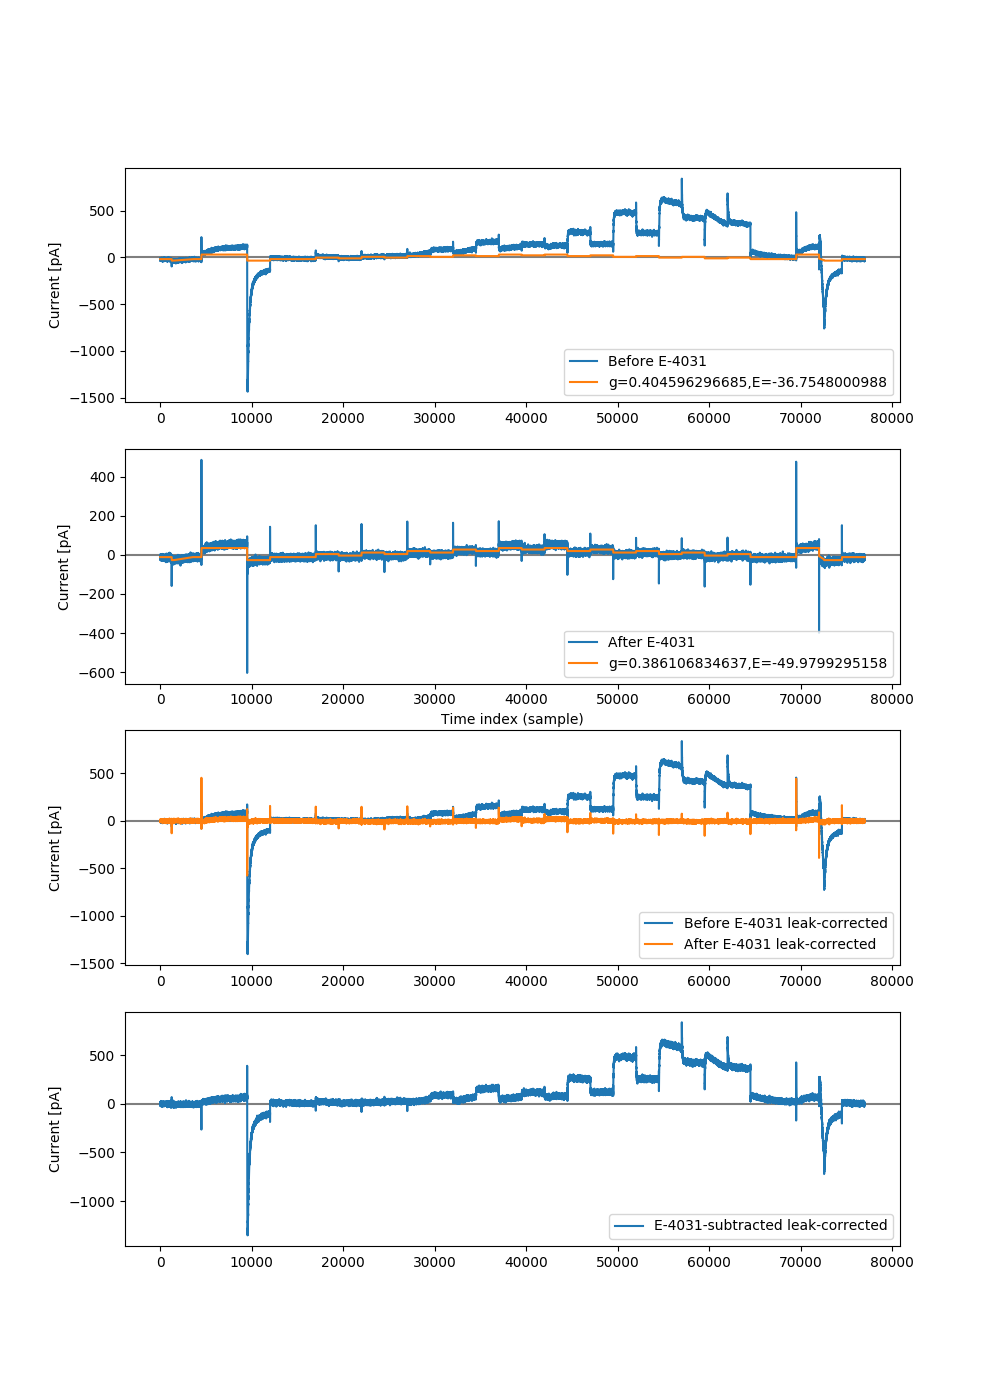 500
0
−500
−1000
−1500
Current [pA]
Before E-4031
g=0.404596296685,E=-36.7548000988
0 10000 20000 30000 40000 50000 60000 70000 80000
400
200
0
−200
−400
−600
Current [pA]
After E-4031
g=0.386106834637,E=-49.9799295158
0 10000 20000 30000 40000 50000 60000 70000 80000
Time index (sample)
500
0
−500
−1000
−1500
Current [pA]
Before E-4031 leak-corrected
After E-4031 leak-corrected
0 10000 20000 30000 40000 50000 60000 70000 80000
500
0
−500
−1000
Current [pA]
E-4031-subtracted leak-corrected
0 10000 20000 30000 40000 50000 60000 70000 80000